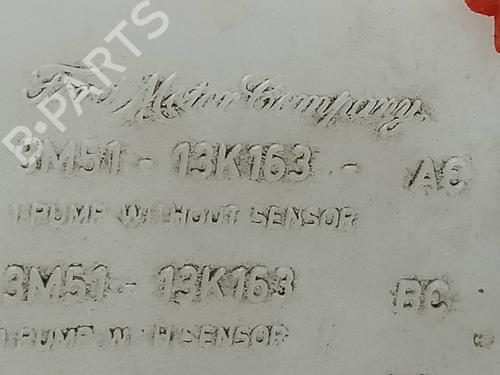 B-PARTS
Ford Motor Company
3M51 - 13K163 - AC
1 PUMP WITHOUT SENSOR
3M51 - 13K163 BC
1 PUMP WITH SENSOR